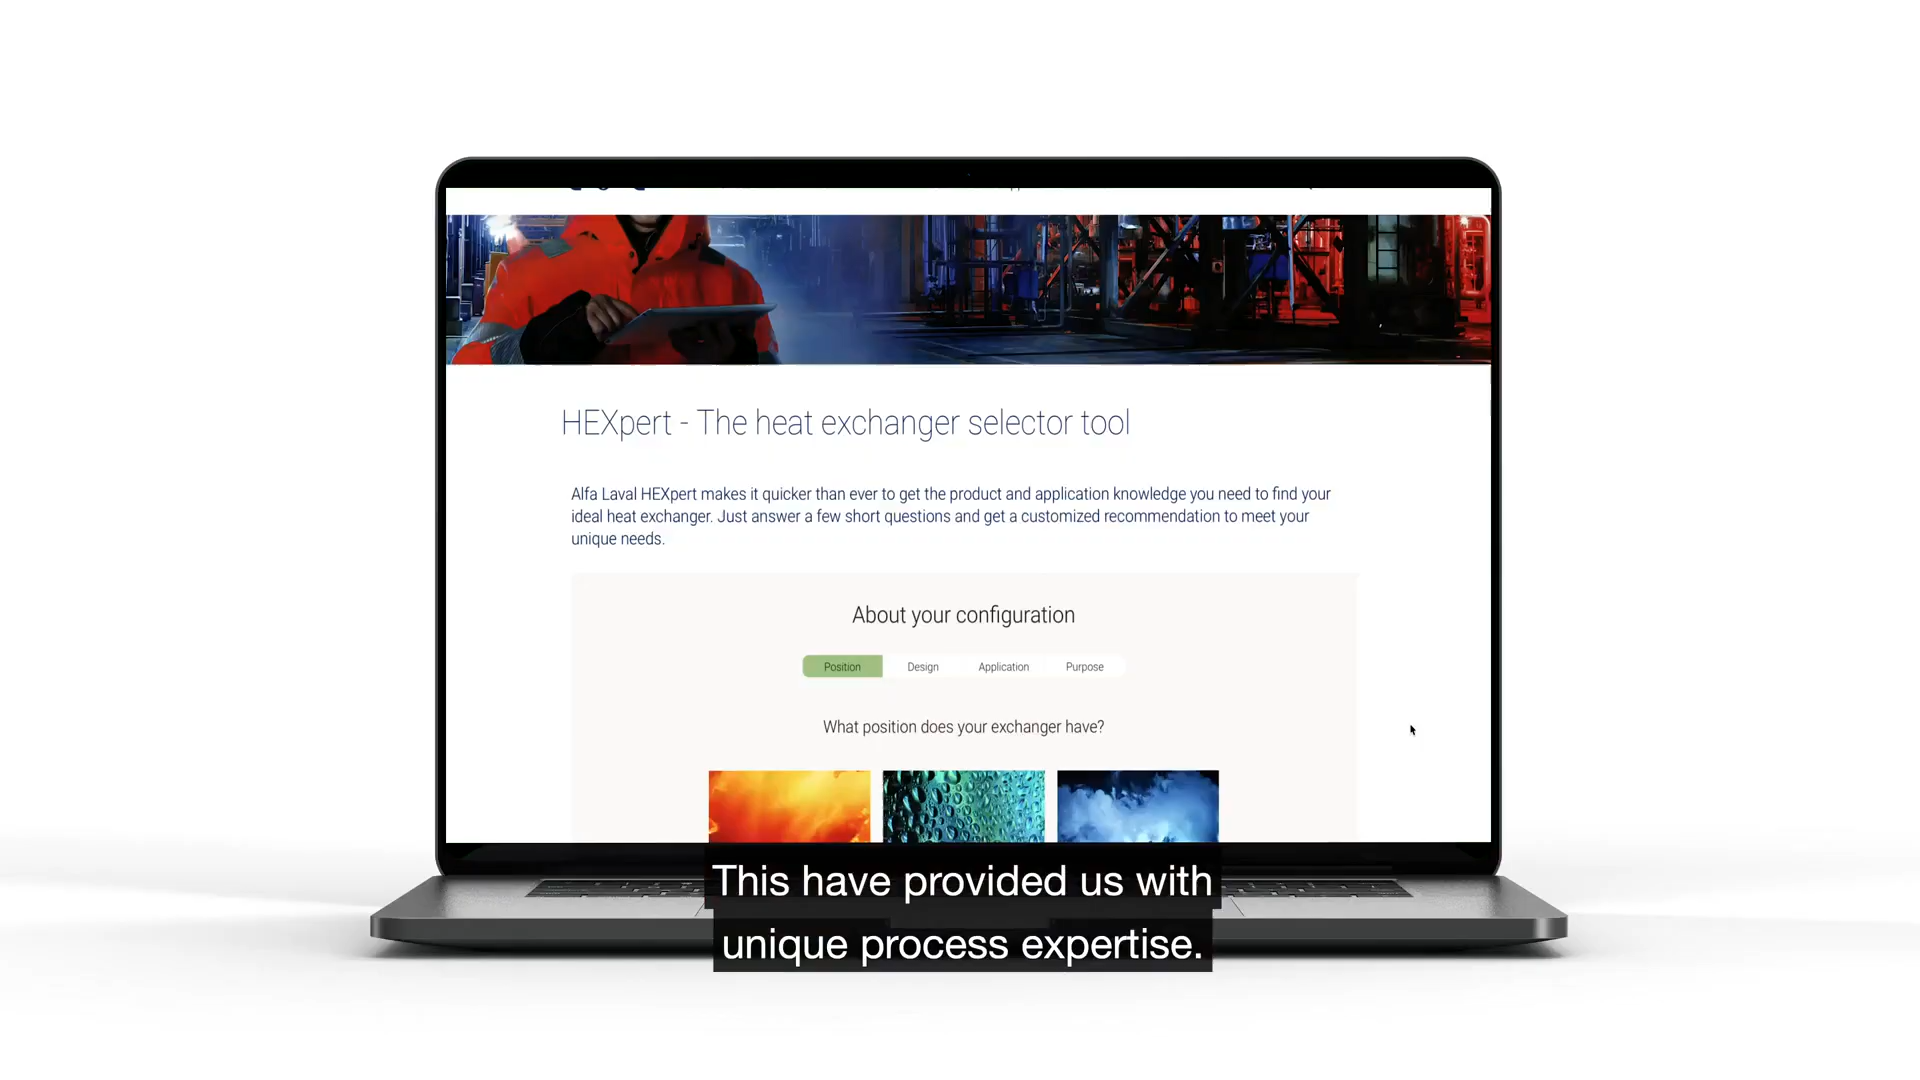 HEXpert - The heat exchanger selector tool
Alfa Laval HEXpert makes it quicker than ever to get the product and application knowledge you need to find your
ideal heat exchanger. Just answer a few short questions and get a customized recommendation to meet your
unique needs.
About your configuration
Position
Design
Application
Purpose
What position does your exchanger have?
This have provided us with
unique process expertise.